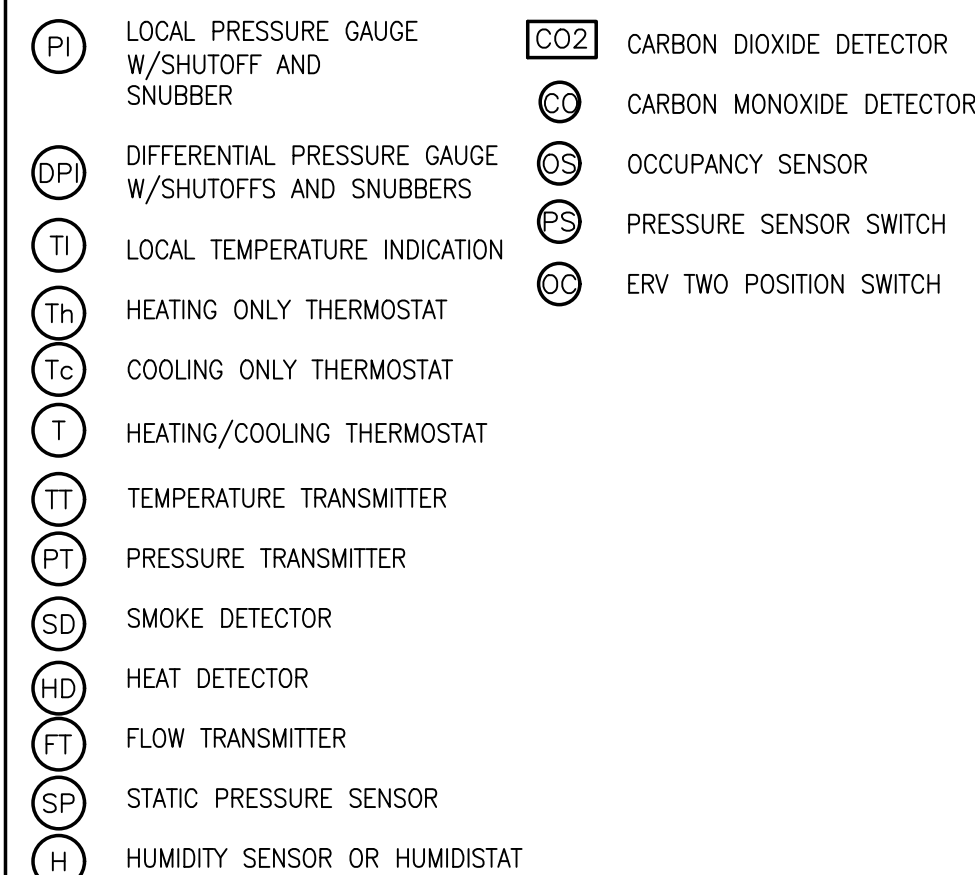 PI LOCAL PRESSURE GAUGE
W/SHUTOFF AND
SNUBBER
DPI DIFFERENTIAL PRESSURE GAUGE
W/SHUTOFFS AND SNUBBERS
TI LOCAL TEMPERATURE INDICATION
Th HEATING ONLY THERMOSTAT
Tc COOLING ONLY THERMOSTAT
T HEATING/COOLING THERMOSTAT
TT TEMPERATURE TRANSMITTER
PT PRESSURE TRANSMITTER
SD SMOKE DETECTOR
HD HEAT DETECTOR
FT FLOW TRANSMITTER
SP STATIC PRESSURE SENSOR
H HUMIDITY SENSOR OR HUMIDISTAT
CO2 CARBON DIOXIDE DETECTOR
CO CARBON MONOXIDE DETECTOR
OS OCCUPANCY SENSOR
PS PRESSURE SENSOR SWITCH
OC ERV TWO POSITION SWITCH